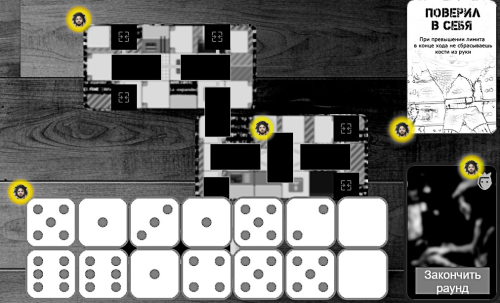 ПОВЕРИЛ
В СЕБЯ
При превышении лимита
в конце хода не сбрасываешь
кости из руки
Закончить
раунд